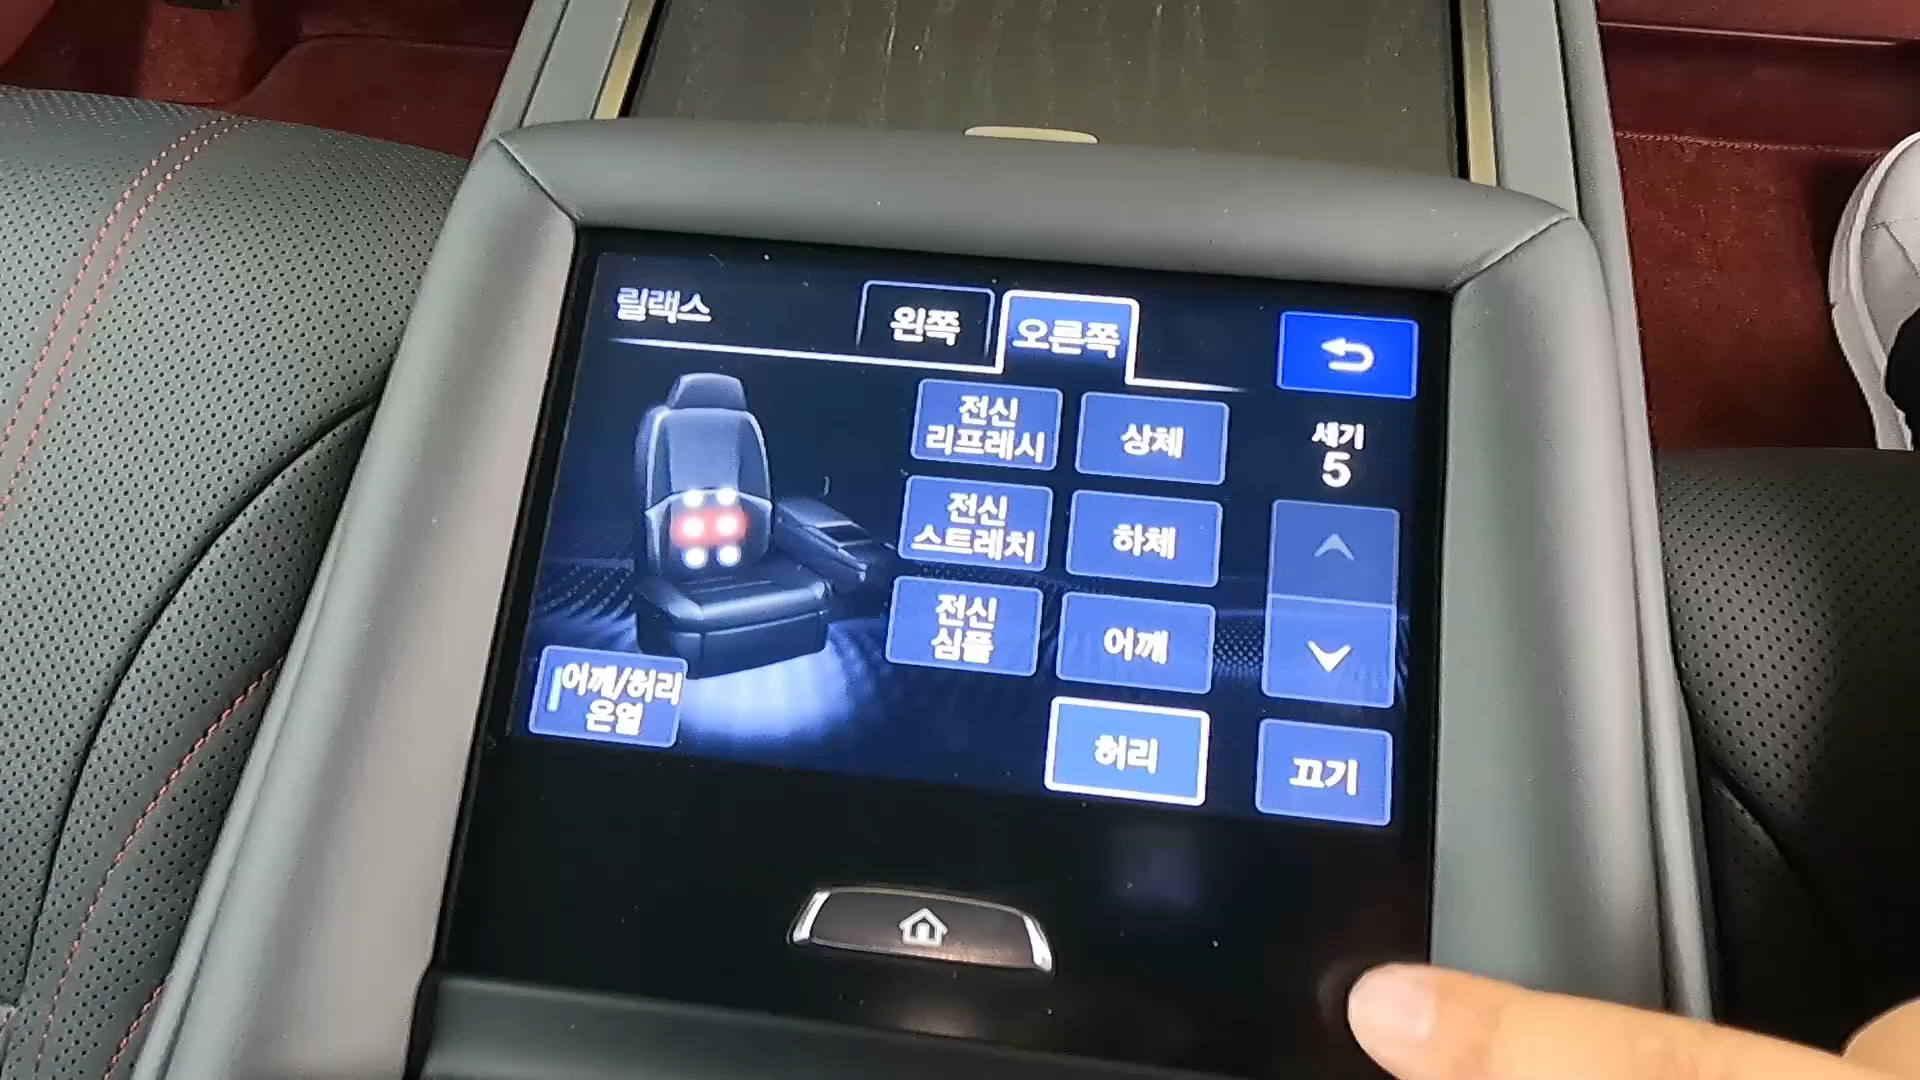 릴랙스
왼쪽
오른쪽
전신
리프레시
상체
세기
5
전신
스트레치
하체
전신
심플
어깨
어깨/허리
온열
허리
끄기